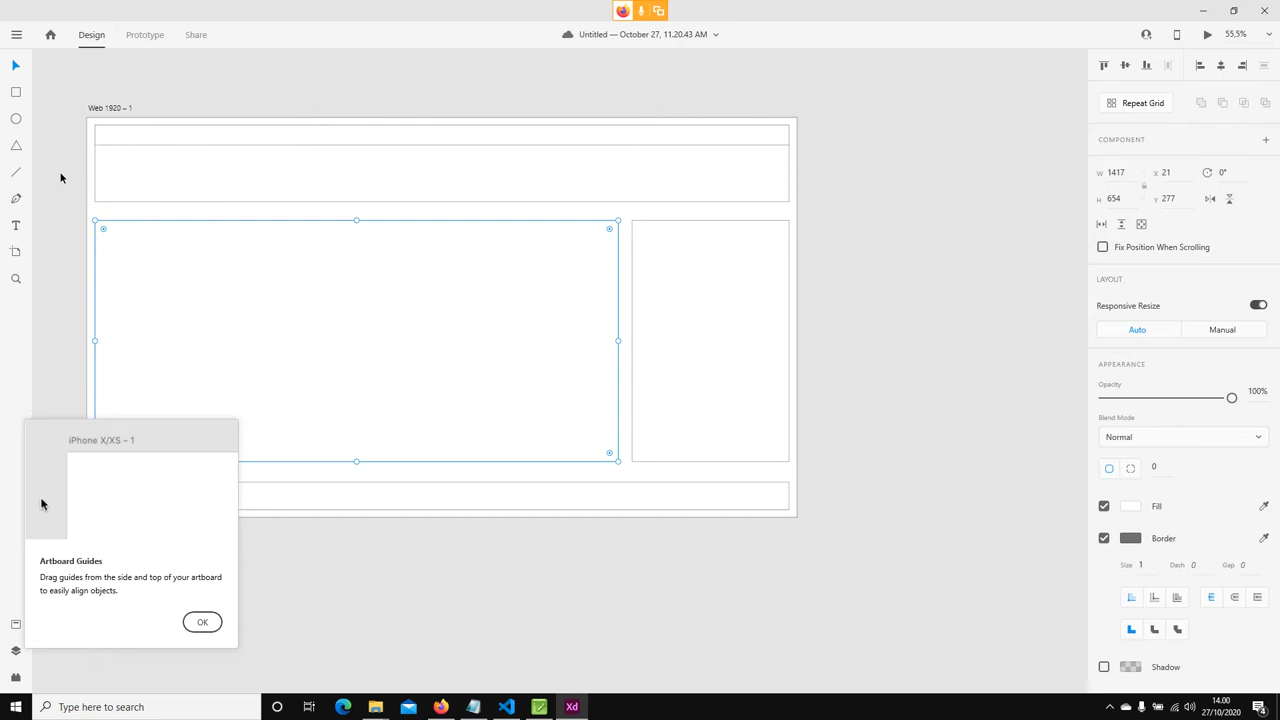 Design
Prototype
Share
Untitled — October 27, 11.20.43 AM
55,5%
Web 1920 – 1
Repeat Grid
COMPONENT
W 1417 X 21 0°
H 654 Y 277
Fix Position When Scrolling
LAYOUT
Responsive Resize
Auto Manual
APPEARANCE
Opacity
100%
Blend Mode
Normal
0
Fill
Border
Size 1 Dash 0 Gap 0
Shadow
iPhone X/XS – 1
Artboard Guides
Drag guides from the side and top of your artboard
to easily align objects.
OK
Type here to search
Xd
14.00
27/10/2020
4